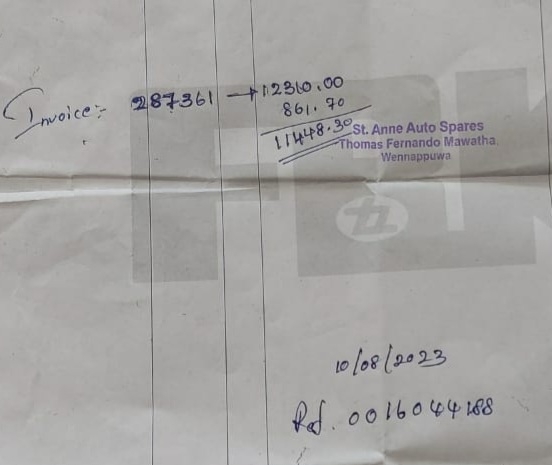 Invoice:- 287361 → 12310.00
861.70
11448.30
St. Anne Auto Spares
Thomas Fernando Mawatha,
Wennappuwa
10/08/2023
Ref. 0016044188